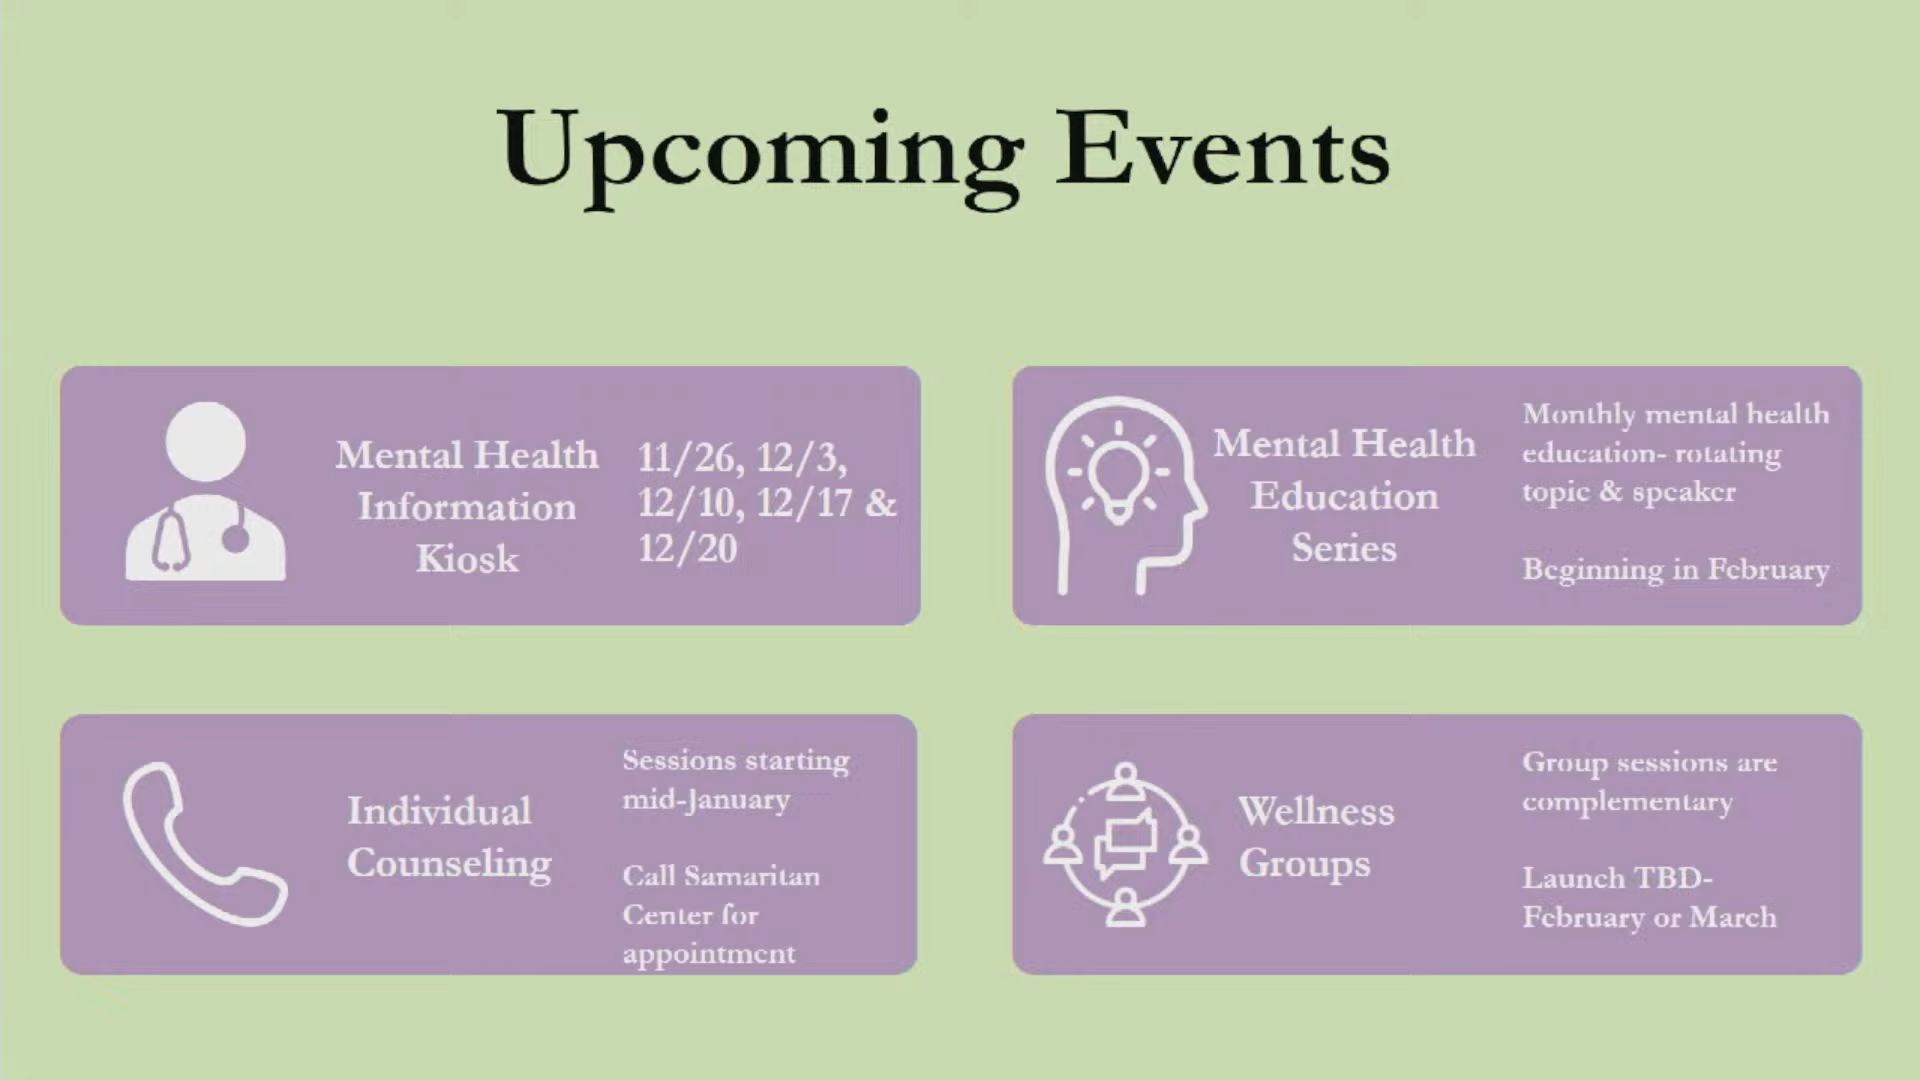 Upcoming Events
Mental Health
Information
Kiosk
11/26, 12/3,
12/10, 12/17 &
12/20
Mental Health
Education
Series
Monthly mental health
education- rotating
topic & speaker
Beginning in February
Individual
Counseling
Sessions starting
mid-January
Call Samaritan
Center for
appointment
Wellness
Groups
Group sessions are
complementary
Launch TBD-
February or March